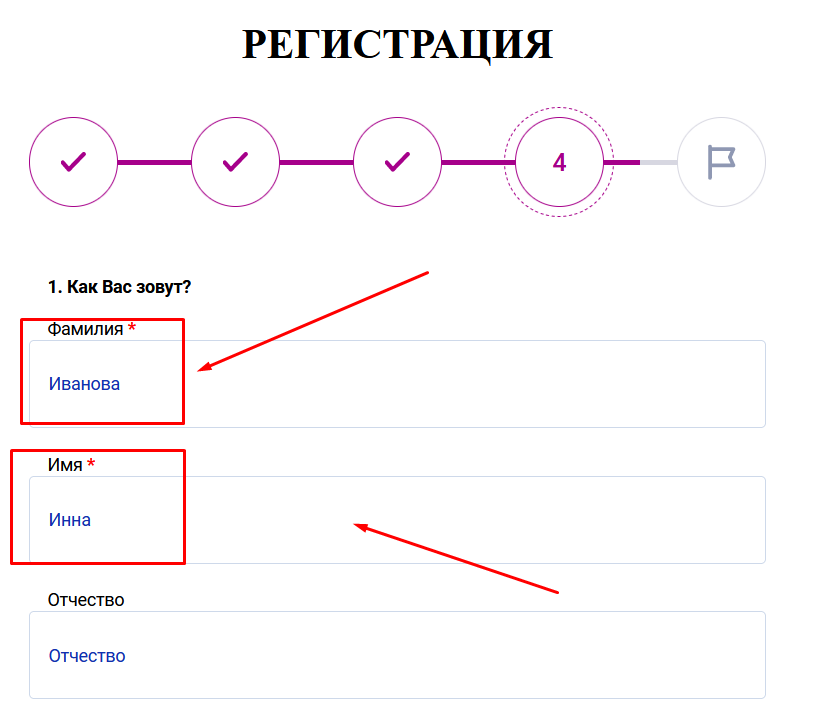 РЕГИСТРАЦИЯ
4
1. Как Вас зовут?
Фамилия *
Иванова
Имя *
Инна
Отчество
Отчество